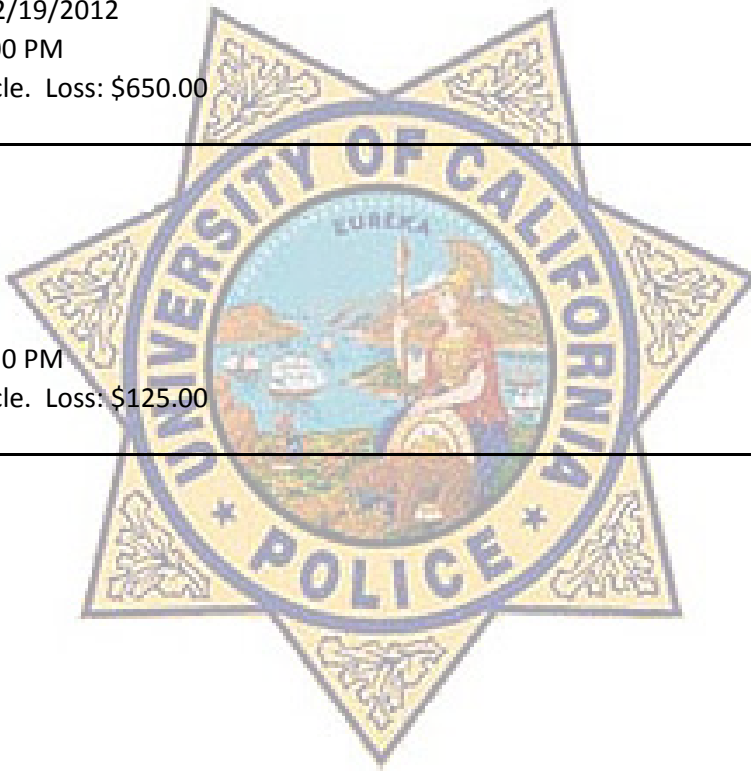 2/19/2012
00 PM
cle. Loss: $650.00
UNIVERSITY OF CALIFORNIA
EUREKA
0 PM
cle. Loss: $125.00
* POLICE *